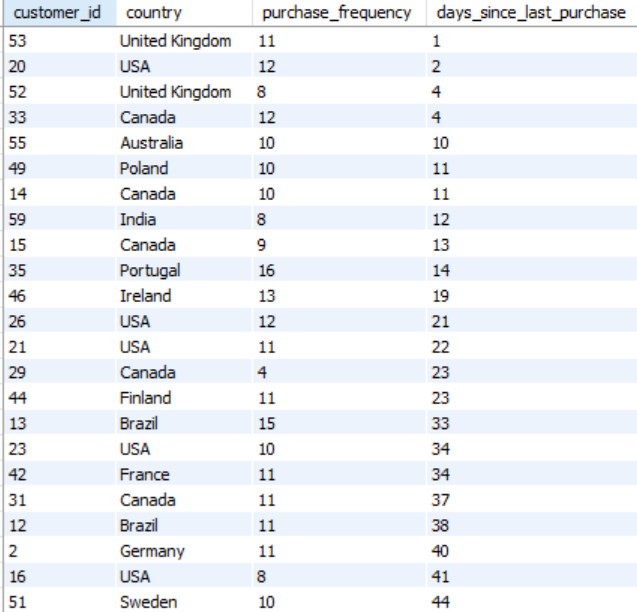 customer_id country purchase_frequency days_since_last_purchase
53 United Kingdom 11 1
20 USA 12 2
52 United Kingdom 8 4
33 Canada 12 4
55 Australia 10 10
49 Poland 10 11
14 Canada 10 11
59 India 8 12
15 Canada 9 13
35 Portugal 16 14
46 Ireland 13 19
26 USA 12 21
21 USA 11 22
29 Canada 4 23
44 Finland 11 23
13 Brazil 15 33
23 USA 10 34
42 France 11 34
31 Canada 11 37
12 Brazil 11 38
2 Germany 11 40
16 USA 8 41
51 Sweden 10 44